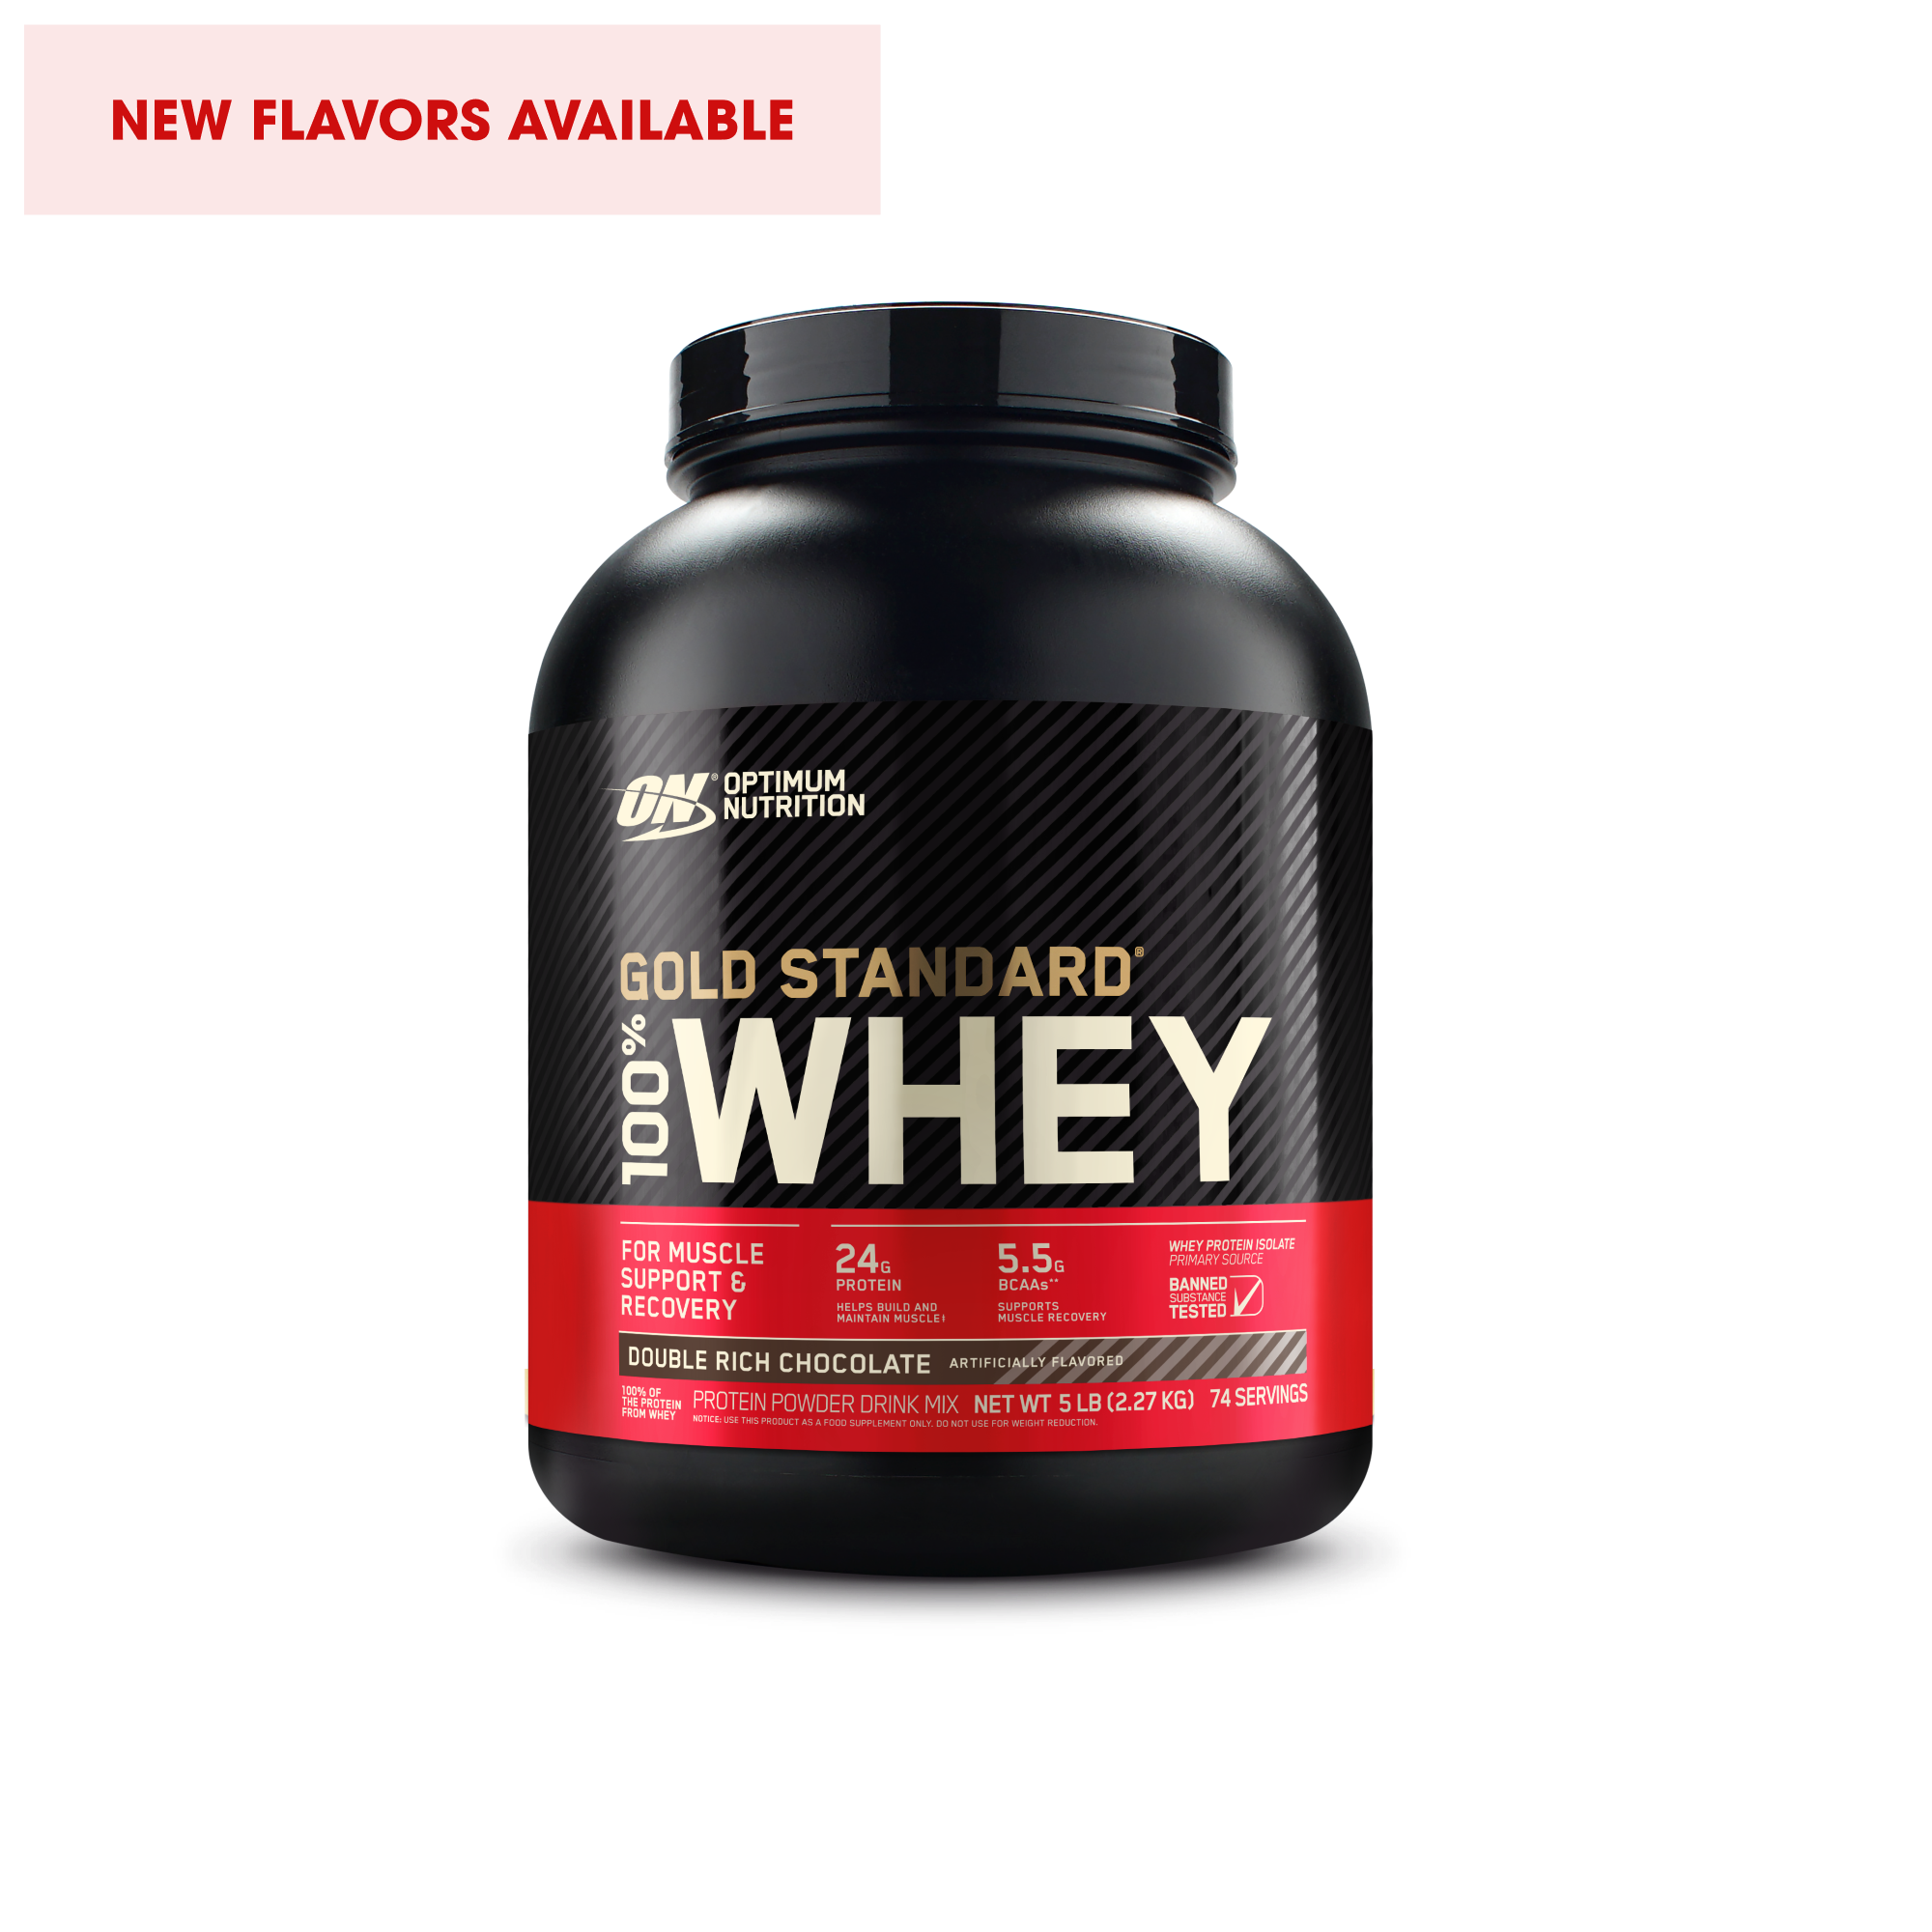 NEW FLAVORS AVAILABLE
ON® OPTIMUM
NUTRITION
GOLD STANDARD®
100% WHEY
FOR MUSCLE
SUPPORT &
RECOVERY
24G
PROTEIN
HELPS BUILD AND
MAINTAIN MUSCLE‡
5.5G
BCAAs**
SUPPORTS
MUSCLE RECOVERY
WHEY PROTEIN ISOLATE
PRIMARY SOURCE
BANNED
SUBSTANCE
TESTED
DOUBLE RICH CHOCOLATE ARTIFICIALLY FLAVORED
100% OF
THE PROTEIN
FROM WHEY
PROTEIN POWDER DRINK MIX NET WT 5 LB (2.27 KG) 74 SERVINGS
NOTICE: USE THIS PRODUCT AS A FOOD SUPPLEMENT ONLY. DO NOT USE FOR WEIGHT REDUCTION.